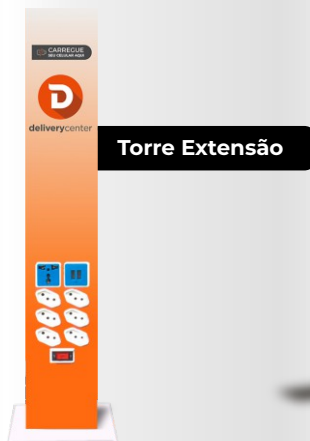 CARREGUE
SEU CELULAR AQUI
D
deliverycenter
Torre Extensão